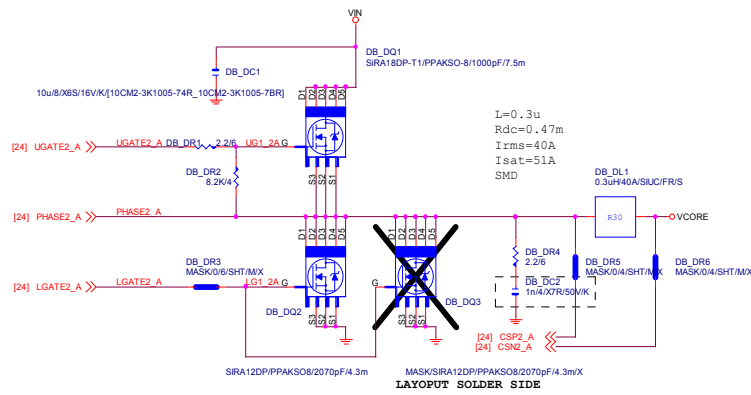 VIN
DB_DQ1
SiRA18DP-T1/PPAKSO-8/1000pF/7.5m
DB_DC1
10u/8/X6S/16V/K/[10CM2-3K1005-74R_10CM2-3K1005-7BR]
D1 D2 D3 D4 D5
[24] UGATE2_A
UGATE2_A
DB_DR1
2.2/6
UG1_2A
G
S3 S2 S1
DB_DR2
8.2K/4
L=0.3u
Rdc=0.47m
Irms=40A
Isat=51A
SMD
DB_DL1
0.3uH/40A/SIUC/FR/S
R30
VCORE
[24] PHASE2_A
PHASE2_A
D1 D2 D3 D4 D5
D1 D2 D3 D4 D5
DB_DR3
MASK/0/6/SHT/M/X
[24] LGATE2_A
LGATE2_A
LG1_2A
G
G
S3 S2 S1
S3 S2 S1
DB_DQ2
DB_DQ3
DB_DR4
2.2/6
DB_DC2
1n/4/X7R/50V/K
DB_DR5
MASK/0/4/SHT/M/X
DB_DR6
MASK/0/4/SHT/M/X
[24] CSP2_A
[24] CSN2_A
SIRA12DP/PPAKSO8/2070pF/4.3m
MASK/SIRA12DP/PPAKSO8/2070pF/4.3m/X
LAYOPUT SOLDER SIDE